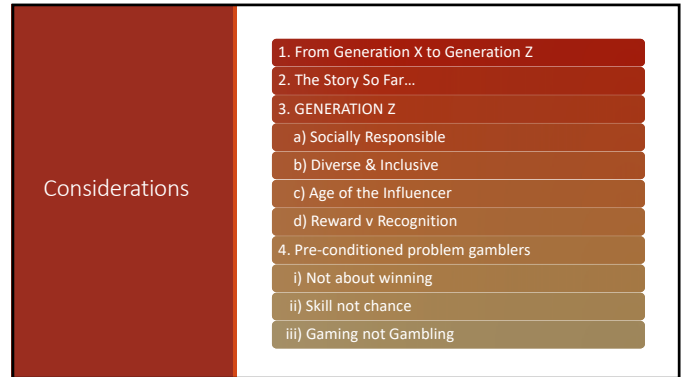 Considerations
1. From Generation X to Generation Z
2. The Story So Far...
3. GENERATION Z
a) Socially Responsible
b) Diverse & Inclusive
c) Age of the Influencer
d) Reward v Recognition
4. Pre-conditioned problem gamblers
i) Not about winning
ii) Skill not chance
iii) Gaming not Gambling